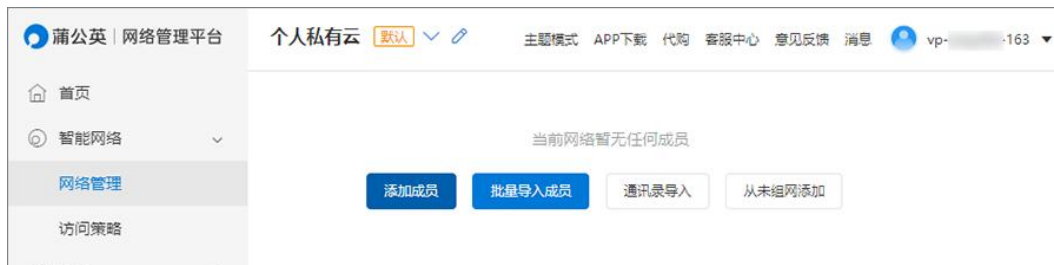 蒲公英 | 网络管理平台
个人私有云 默认
主题模式 APP下载 代购 客服中心 意见反馈 消息 vp- -163
首页
智能网络
当前网络暂无任何成员
网络管理
添加成员 批量导入成员 通讯录导入 从未组网添加
访问策略